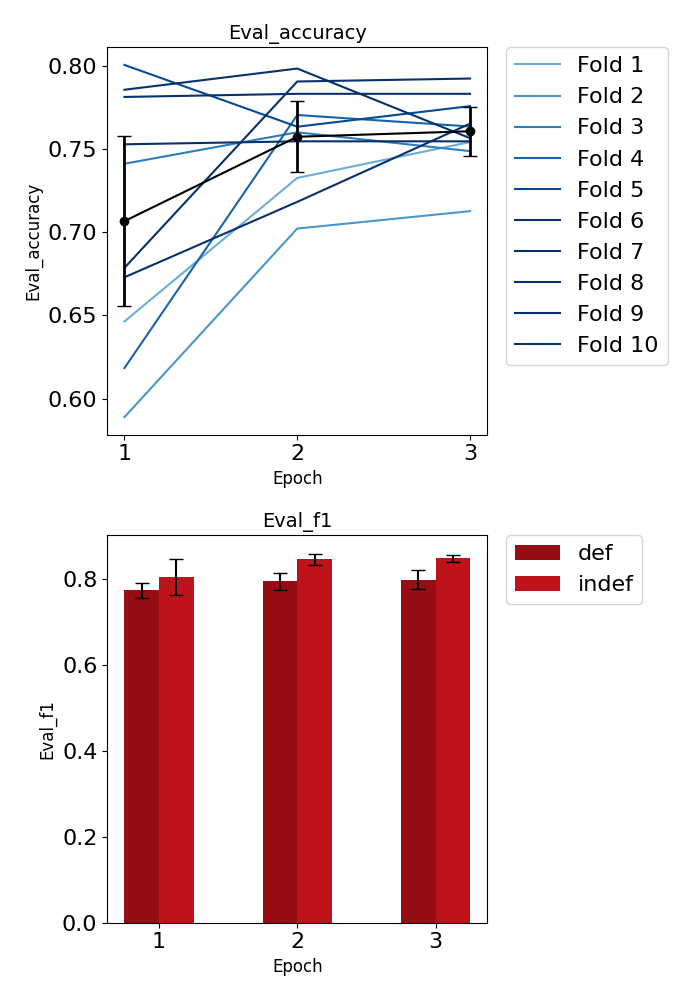 Eval_accuracy
0.80
0.75
0.70
0.65
0.60
Eval_accuracy
1
2
3
Epoch
Fold 1
Fold 2
Fold 3
Fold 4
Fold 5
Fold 6
Fold 7
Fold 8
Fold 9
Fold 10
Eval_f1
0.8
0.6
0.4
0.2
0.0
Eval_f1
1
2
3
Epoch
def
indef